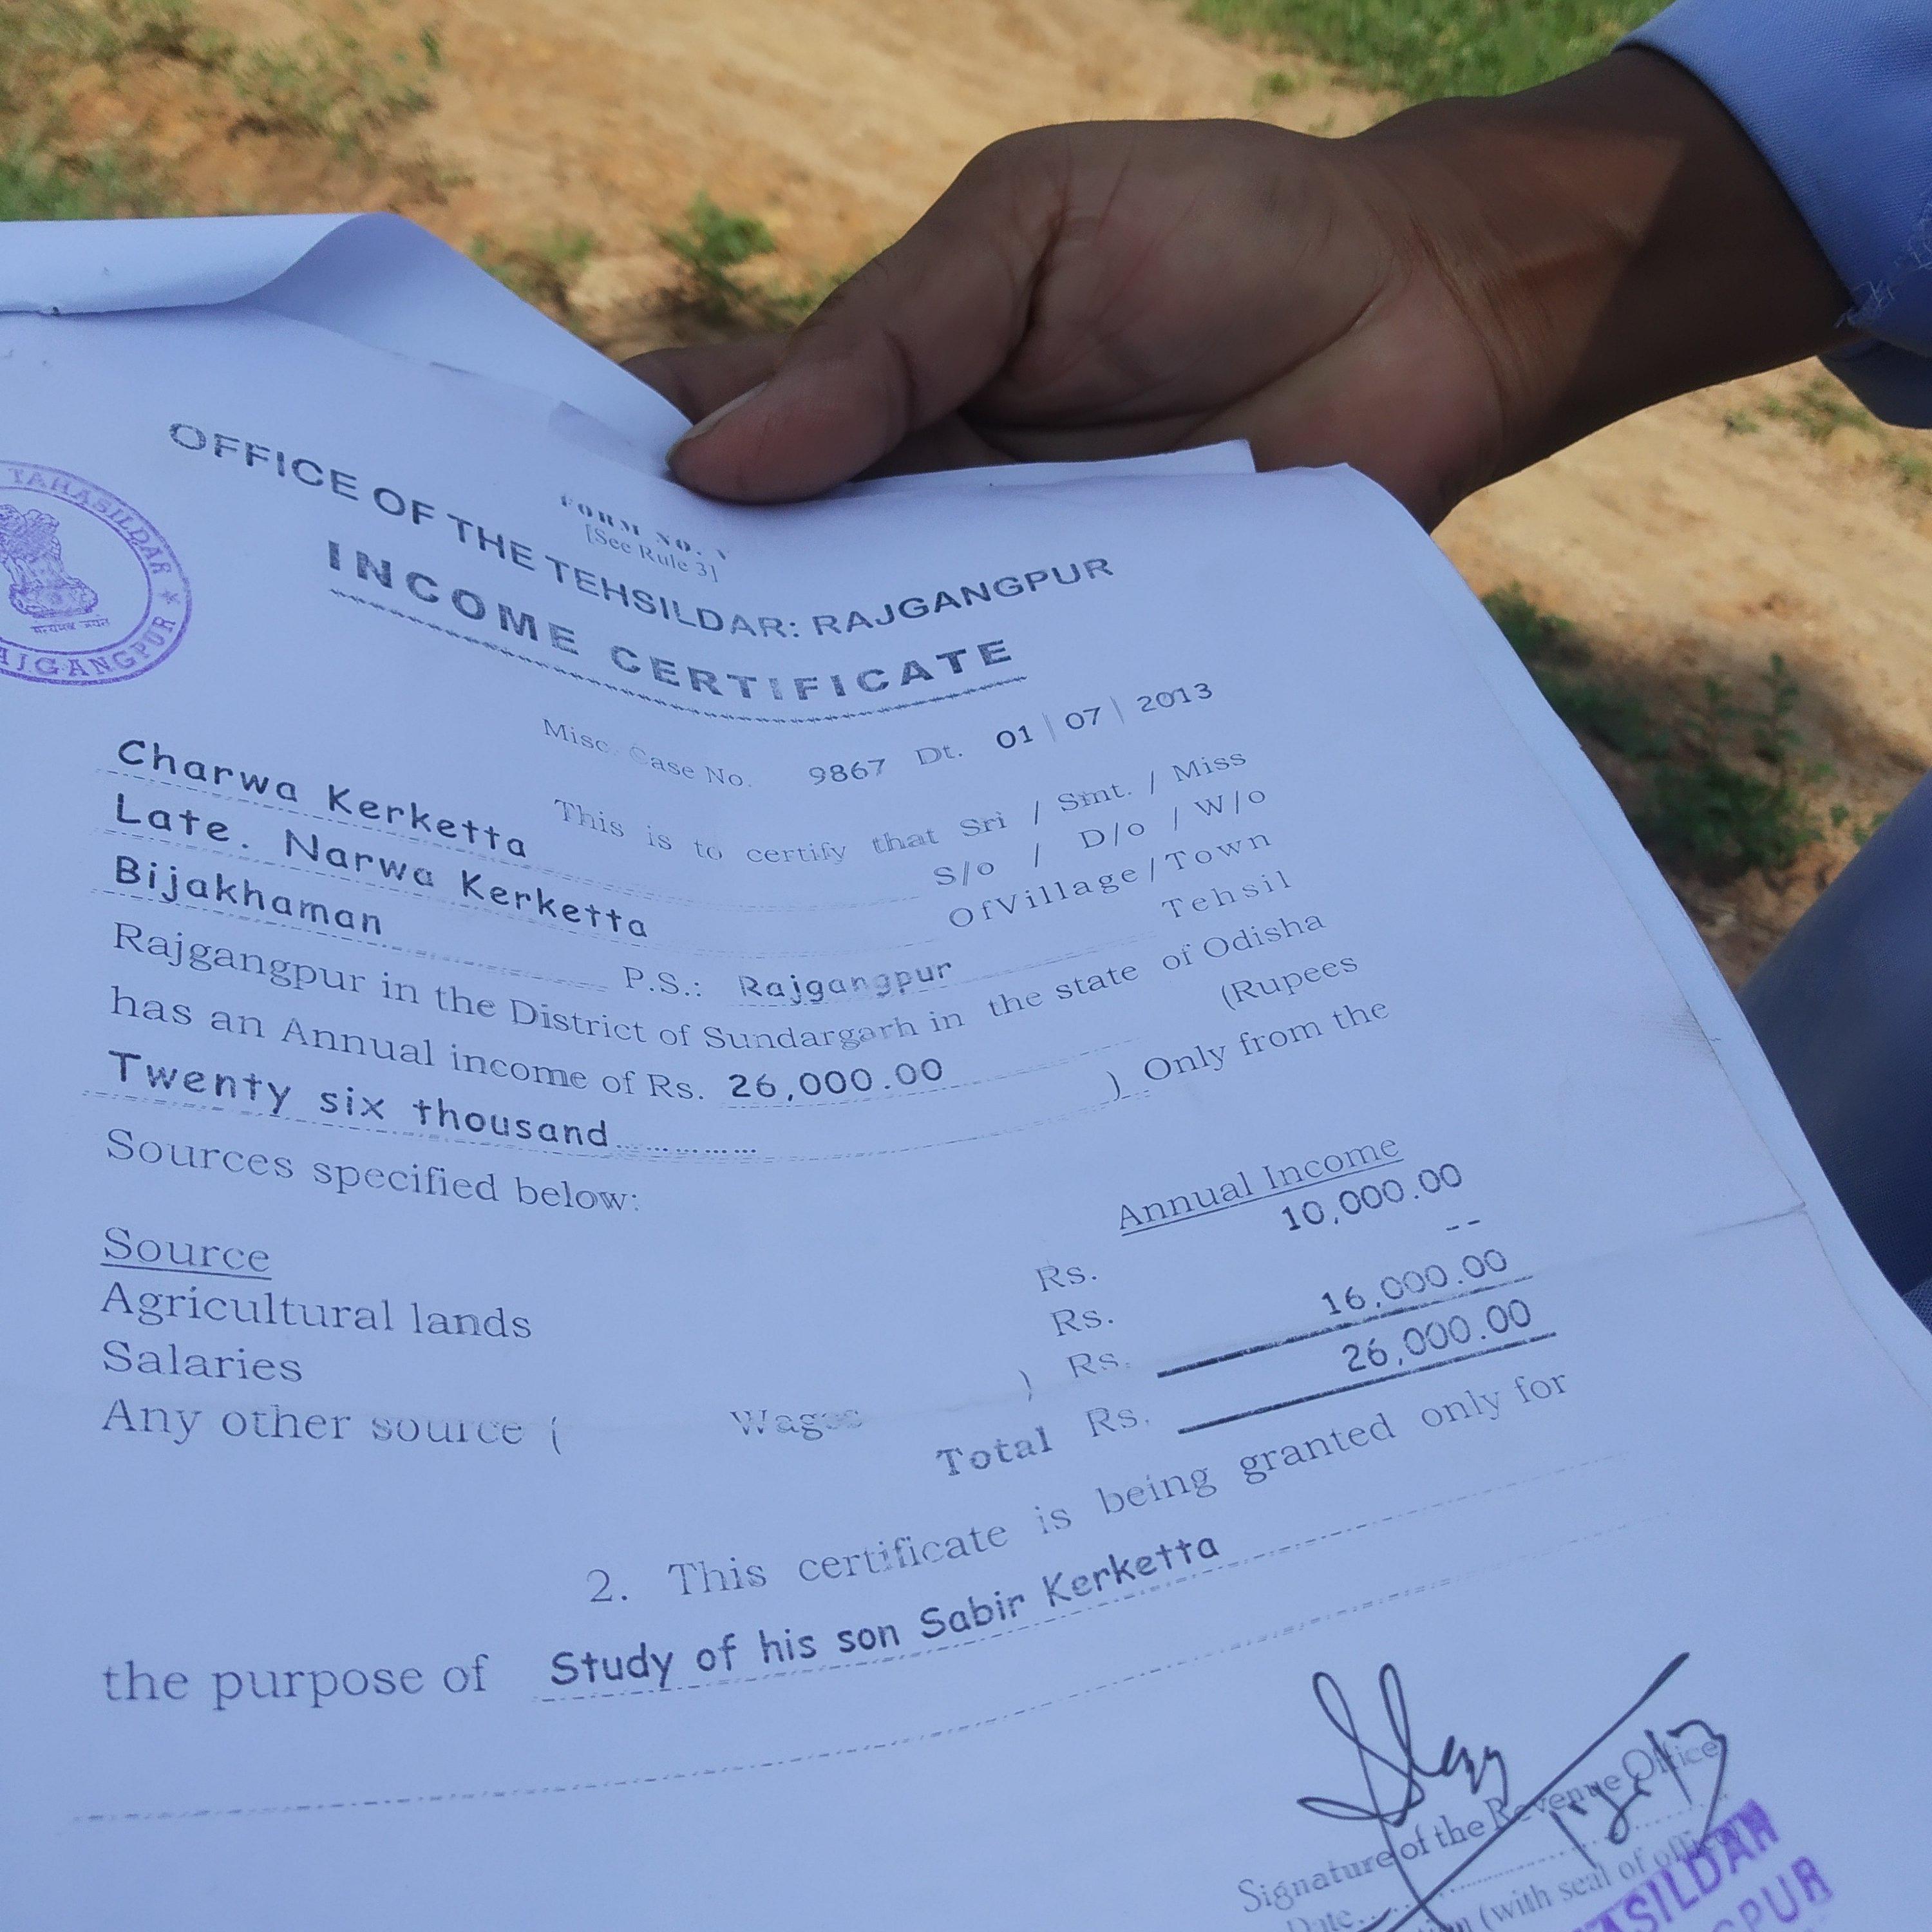 FORM NO. V
[See Rule 3]
OFFICE OF THE TEHSILDAR: RAJGANGPUR
INCOME CERTIFICATE
TAHASILDAR ★
RAJGANGPUR
Misc. Case No. 9867 Dt. 01 | 07 | 2013
This is to certify that Sri / Smt. / Miss
Charwa Kerketta S/o / D/o / W/o
Late. Narwa Kerketta OfVillage/Town
Bijakhaman P.S.: Rajgangpur Tehsil
Rajgangpur in the District of Sundargarh in the state of Odisha
has an Annual income of Rs. 26,000.00 (Rupees
Twenty six thousand............ ) Only from the
Sources specified below:
Source Annual Income
Agricultural lands Rs. 10,000.00
Salaries Rs. --
Any other source ( Wages ) Rs. 16,000.00
Total Rs. 26,000.00
2. This certificate is being granted only for
the purpose of Study of his son Sabir Kerketta
Signature of the Revenue Office
Date
(with seal of office